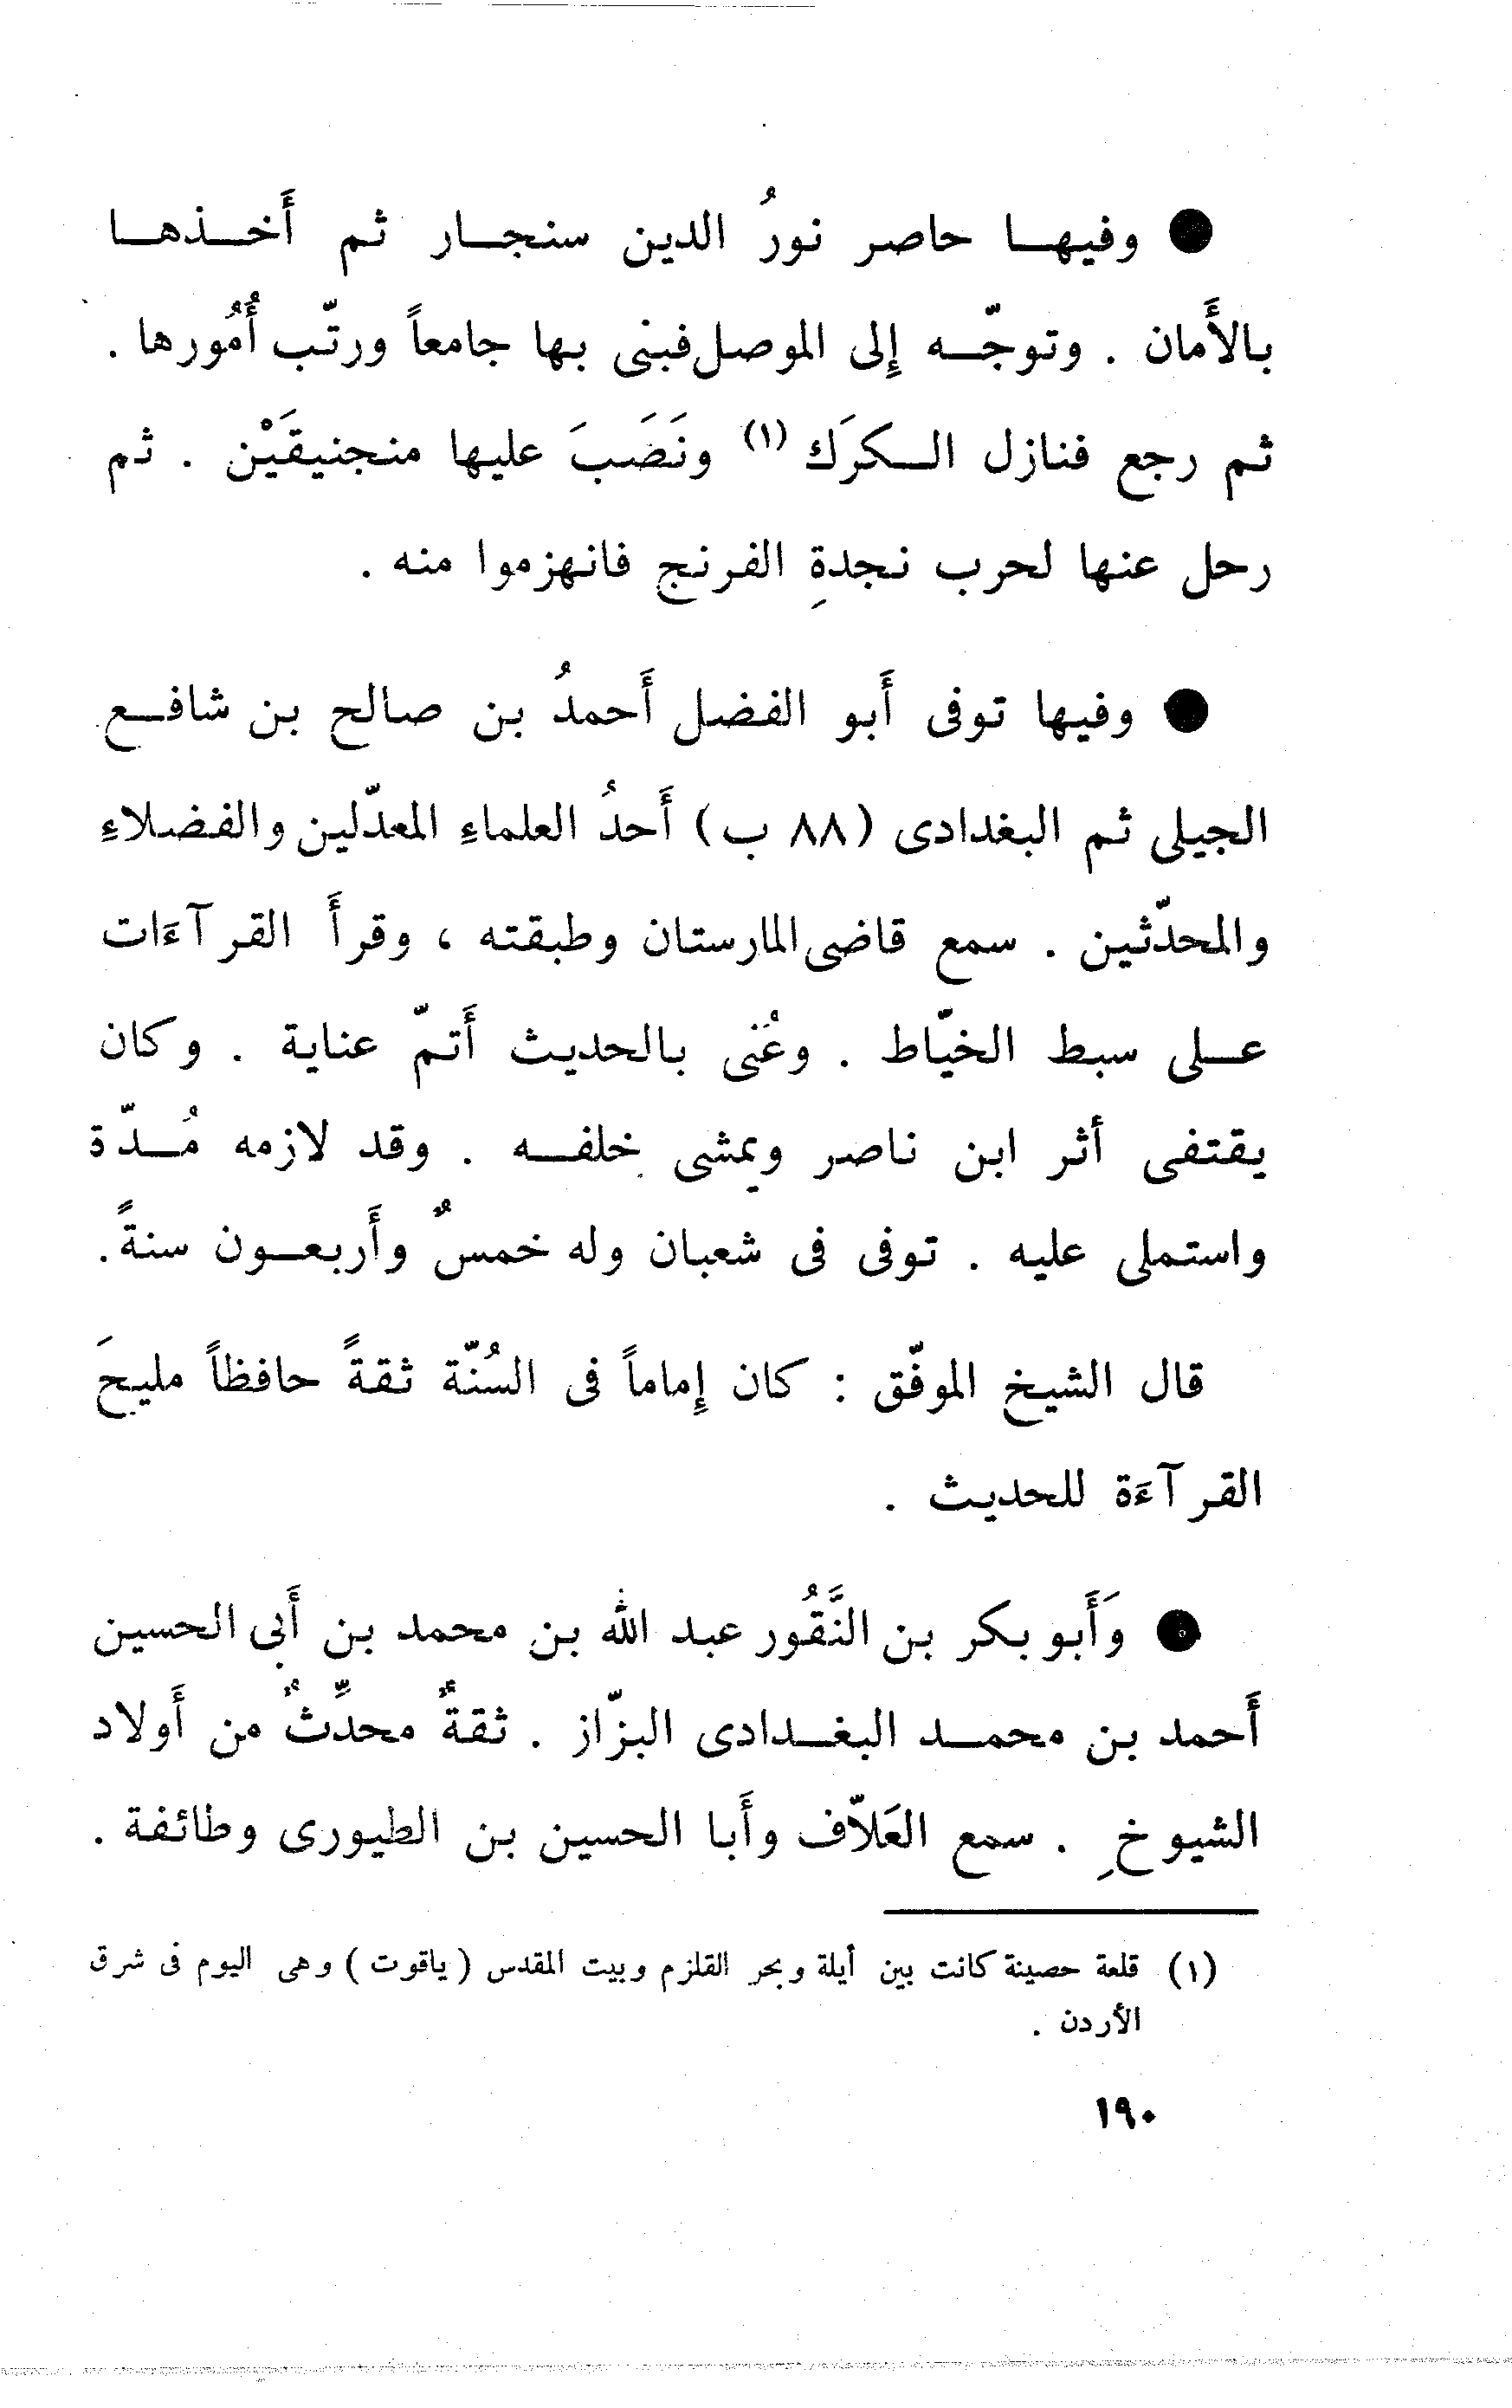 ● وفيها حاصر نورُ الدين سنجار ثم أَخذها
بالأَمان . وتوجّه إِلى الموصل فبنى بها جامعاً ورتّب أُمُورها .
ثم رجع فنازل الكرَك (١) ونَصَبَ عليها منجنيقَيْن . ثم
رحل عنها لحرب نجدةِ الفرنج فانهزموا منه .
● وفيها توفى أَبو الفضل أَحمدُ بن صالح بن شافع
الجيلى ثم البغدادى (٨٨ ب) أَحدُ العلماءِ المعدّلين والفضلاءِ
والمحدّثين . سمع قاضى المارستان وطبقته ، وقرأَ القرآءَات
على سبط الخيّاط . وعُنى بالحديث أَتمّ عناية . وكان
يقتفى أثر ابن ناصر ويمشى خلفه . وقد لازمه مُدّة
واستملى عليه . توفى فى شعبان وله خمسٌ وأَربعون سنةً .
قال الشيخ الموفّق : كان إِماماً فى السُنّة ثقةً حافظاً مليحَ
القرآءَة للحديث .
● وَأَبو بكر بن النَّقُور عبد الله بن محمد بن أَبى الحسين
أَحمد بن محمد البغدادى البزّاز . ثقةٌ محدِّثٌ من أَولاد
الشيوخِ . سمع العَلاّف وأَبا الحسين بن الطيورى وطائفة .
(١) قلعة حصينة كانت بين أيلة وبحر القلزم وبيت المقدس ( ياقوت ) وهى اليوم فى شرق
الأردن .
١٩٠